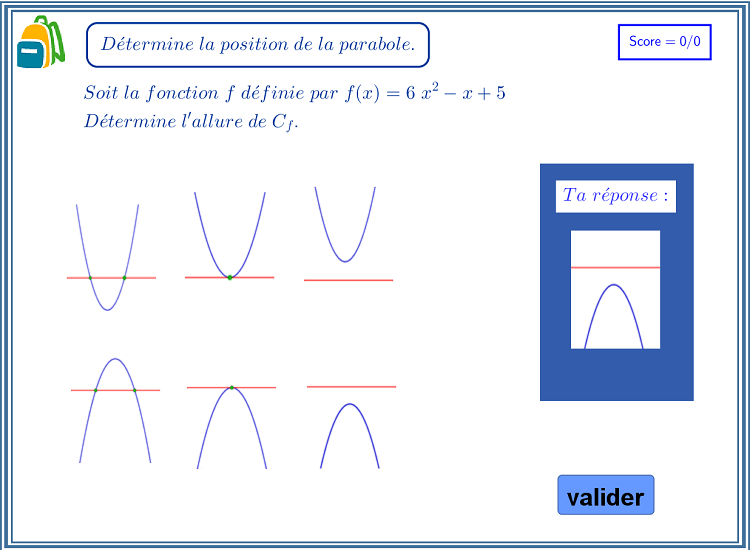 Détermine la position de la parabole.
Score = 0/0
Soit la fonction f définie par f(x) = 6 x² − x + 5
Détermine l'allure de C_f.
Ta réponse :
valider